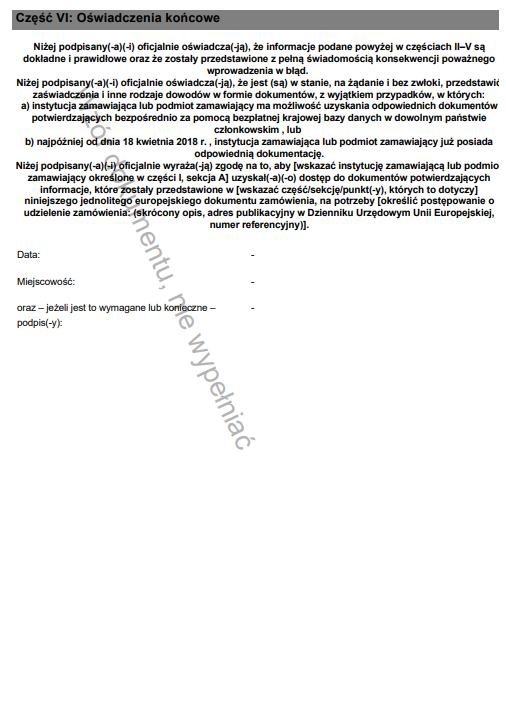 Część VI: Oświadczenia końcowe
Niżej podpisany(-a)(-i) oficjalnie oświadcza(-ją), że informacje podane powyżej w częściach II–V są
dokładne i prawidłowe oraz że zostały przedstawione z pełną świadomością konsekwencji poważnego
wprowadzenia w błąd.
Niżej podpisany(-a)(-i) oficjalnie oświadcza(-ją), że jest (są) w stanie, na żądanie i bez zwłoki, przedstawić
zaświadczenia i inne rodzaje dowodów w formie dokumentów, z wyjątkiem przypadków, w których:
a) instytucja zamawiająca lub podmiot zamawiający ma możliwość uzyskania odpowiednich dokumentów
potwierdzających bezpośrednio za pomocą bezpłatnej krajowej bazy danych w dowolnym państwie
członkowskim , lub
b) najpóźniej od dnia 18 kwietnia 2018 r. , instytucja zamawiająca lub podmiot zamawiający już posiada
odpowiednią dokumentację.
Niżej podpisany(-a)(-i) oficjalnie wyraża(-ją) zgodę na to, aby [wskazać instytucję zamawiającą lub podmio
zamawiający określone w części I, sekcja A] uzyskał(-a)(-o) dostęp do dokumentów potwierdzających
informacje, które zostały przedstawione w [wskazać część/sekcję/punkt(-y), których to dotyczy]
niniejszego jednolitego europejskiego dokumentu zamówienia, na potrzeby [określić postępowanie o
udzielenie zamówienia: (skrócony opis, adres publikacyjny w Dzienniku Urzędowym Unii Europejskiej,
numer referencyjny)].
Data: -
Miejscowość: -
oraz – jeżeli jest to wymagane lub konieczne – -
podpis(-y):
Wzór dokumentu, nie wypełniać